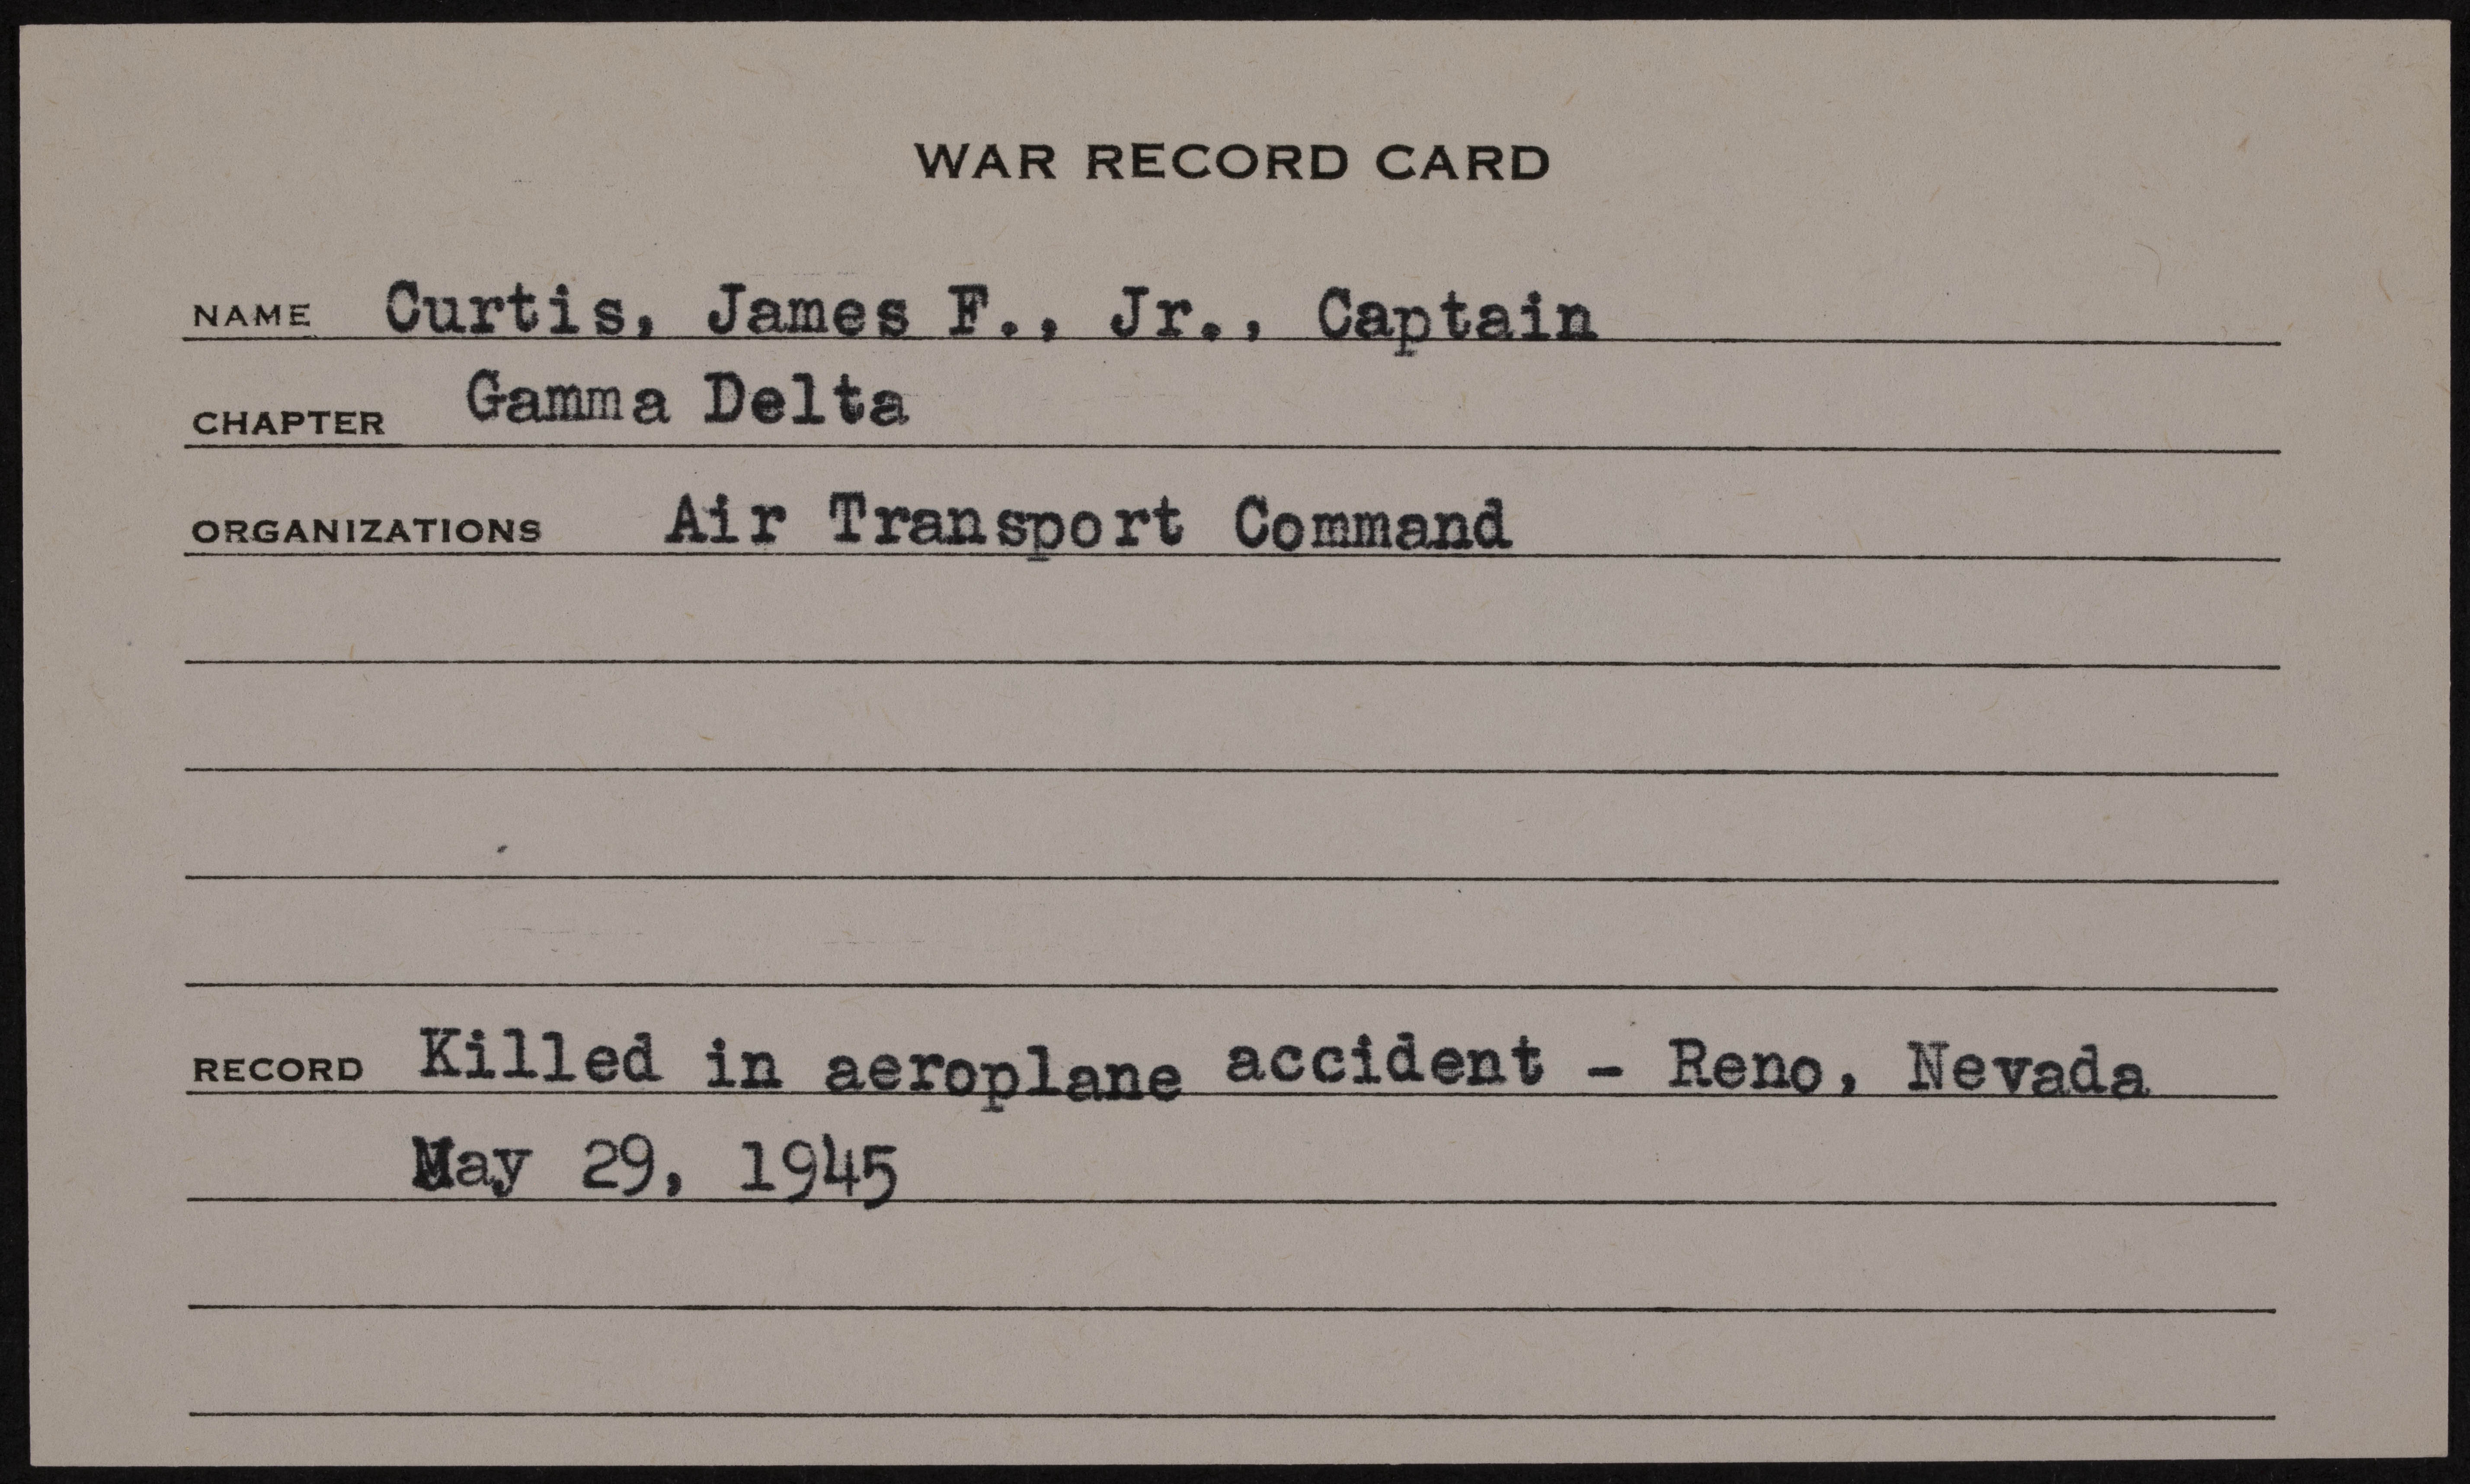 WAR RECORD CARD
NAME Curtis, James F., Jr., Captain
CHAPTER Gamma Delta
ORGANIZATIONS Air Transport Command
RECORD Killed in aeroplane accident - Reno, Nevada
May 29, 1945